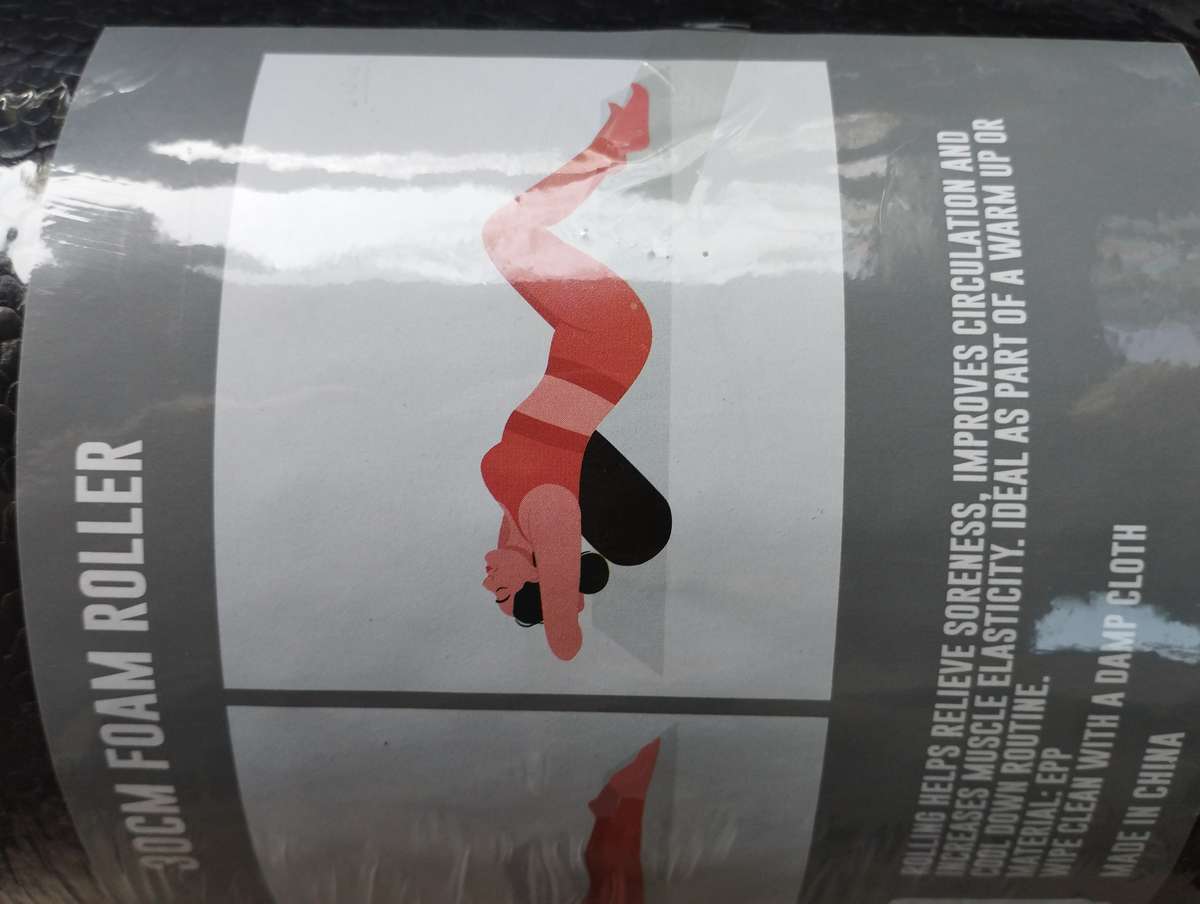 30CM FOAM ROLLER
ROLLING HELPS RELIEVE SORENESS, IMPROVES CIRCULATION AND
INCREASES MUSCLE ELASTICITY. IDEAL AS PART OF A WARM UP OR
COOL DOWN ROUTINE.
MATERIAL: EPP
WIPE CLEAN WITH A DAMP CLOTH
MADE IN CHINA